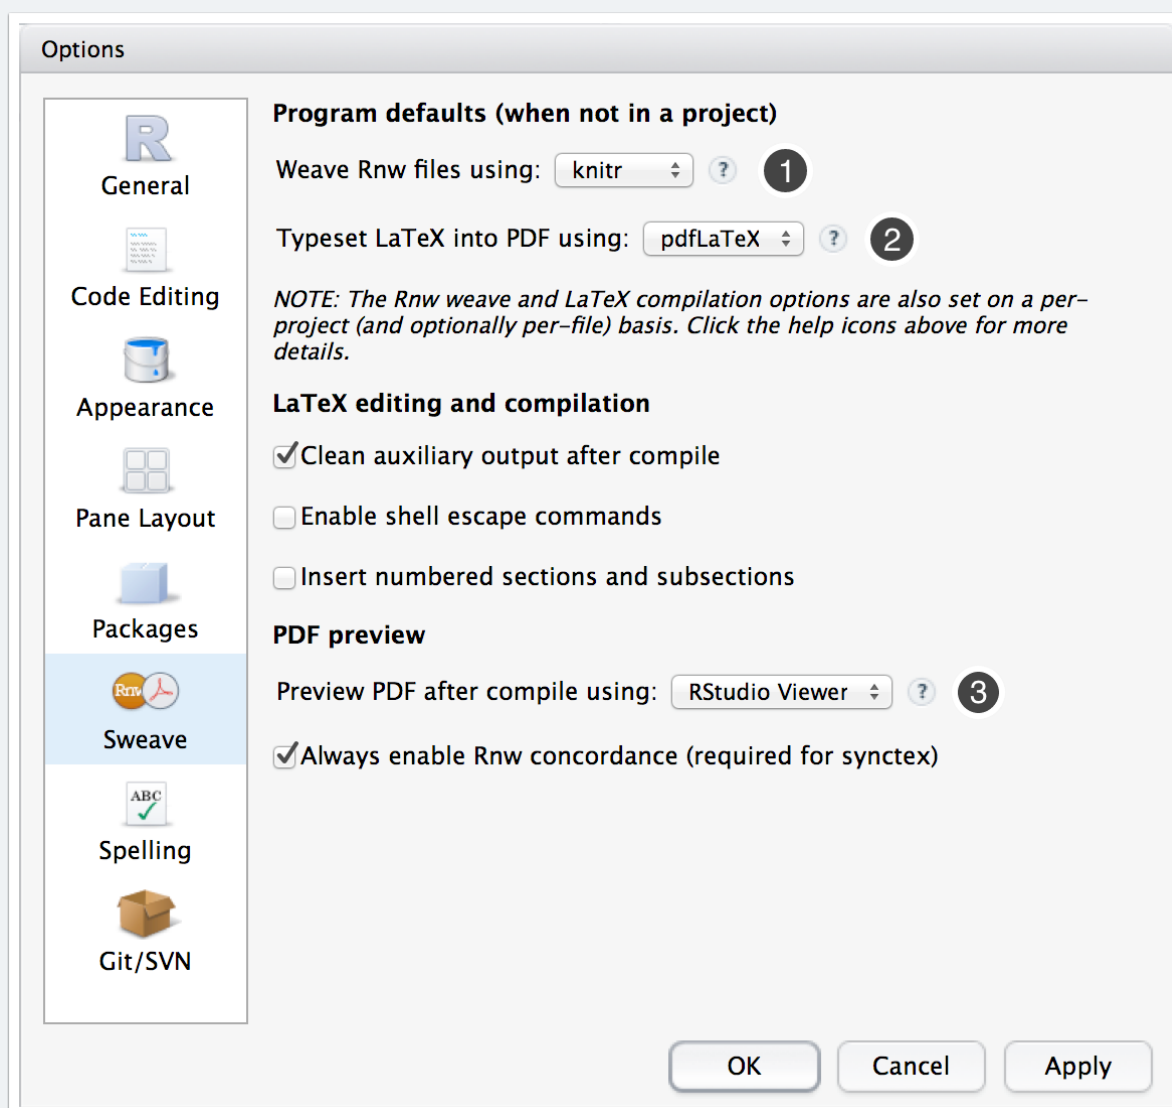 Options
General
Code Editing
Appearance
Pane Layout
Packages
Rnw
Sweave
ABC
Spelling
Git/SVN
Program defaults (when not in a project)
Weave Rnw files using: knitr ? 1
Typeset LaTeX into PDF using: pdfLaTeX ? 2
NOTE: The Rnw weave and LaTeX compilation options are also set on a per-
project (and optionally per-file) basis. Click the help icons above for more
details.
LaTeX editing and compilation
Clean auxiliary output after compile
Enable shell escape commands
Insert numbered sections and subsections
PDF preview
Preview PDF after compile using: RStudio Viewer ? 3
Always enable Rnw concordance (required for synctex)
OK Cancel Apply